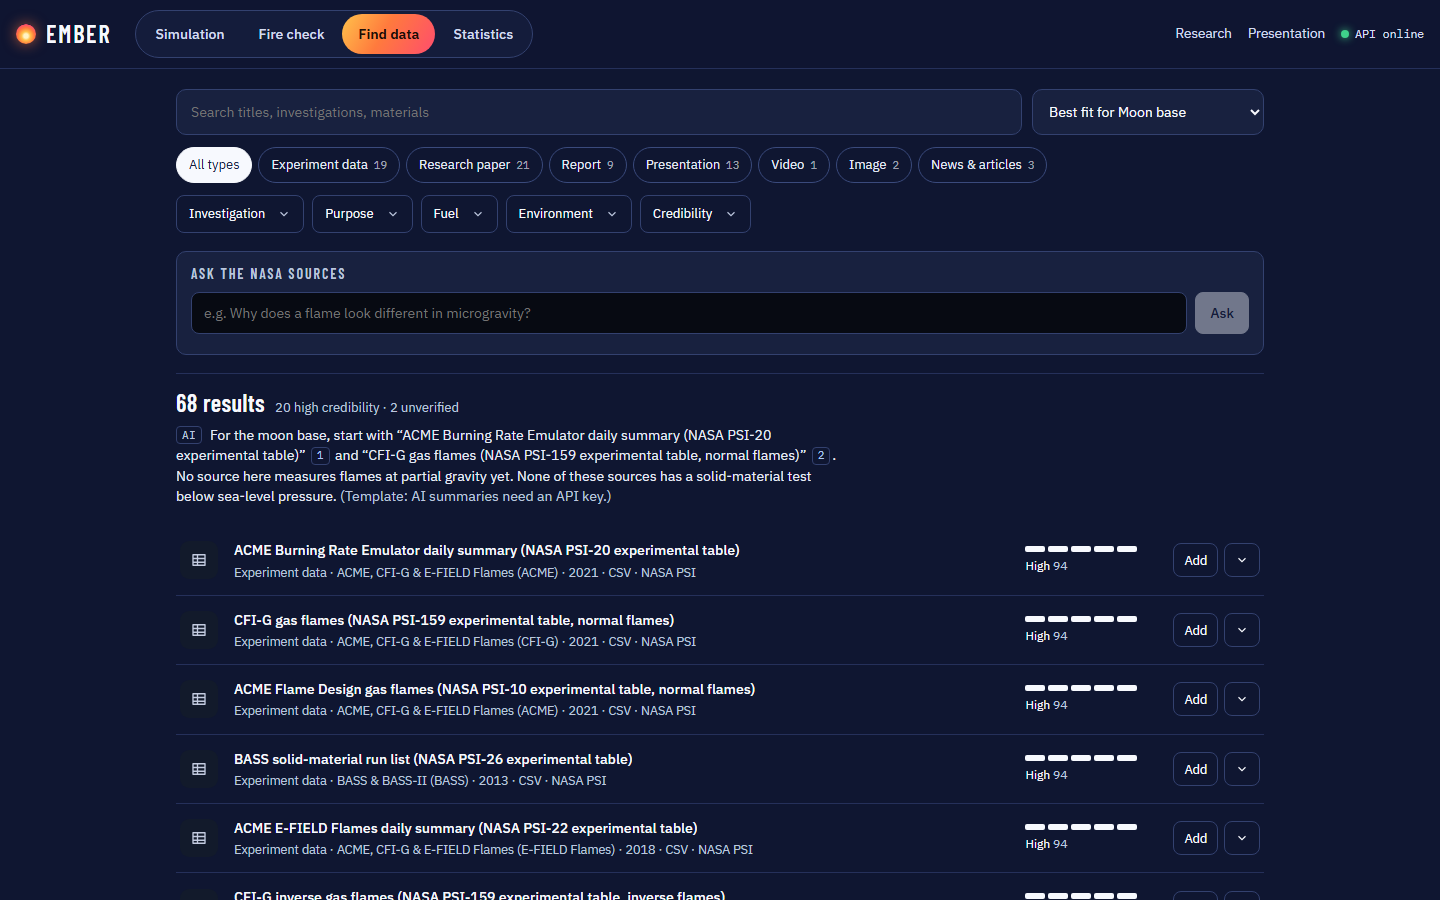 EMBER
Simulation
Fire check
Find data
Statistics
Research
Presentation
API online
Search titles, investigations, materials
Best fit for Moon base
All types
Experiment data 19
Research paper 21
Report 9
Presentation 13
Video 1
Image 2
News & articles 3
Investigation
Purpose
Fuel
Environment
Credibility
ASK THE NASA SOURCES
e.g. Why does a flame look different in microgravity?
Ask
68 results 20 high credibility · 2 unverified
AI For the moon base, start with “ACME Burning Rate Emulator daily summary (NASA PSI-20
experimental table)” 1 and “CFI-G gas flames (NASA PSI-159 experimental table, normal flames)” 2 .
No source here measures flames at partial gravity yet. None of these sources has a solid-material test
below sea-level pressure. (Template: AI summaries need an API key.)
ACME Burning Rate Emulator daily summary (NASA PSI-20 experimental table)
Experiment data · ACME, CFI-G & E-FIELD Flames (ACME) · 2021 · CSV · NASA PSI
High 94
Add
CFI-G gas flames (NASA PSI-159 experimental table, normal flames)
Experiment data · ACME, CFI-G & E-FIELD Flames (CFI-G) · 2021 · CSV · NASA PSI
High 94
Add
ACME Flame Design gas flames (NASA PSI-10 experimental table, normal flames)
Experiment data · ACME, CFI-G & E-FIELD Flames (ACME) · 2021 · CSV · NASA PSI
High 94
Add
BASS solid-material run list (NASA PSI-26 experimental table)
Experiment data · BASS & BASS-II (BASS) · 2013 · CSV · NASA PSI
High 94
Add
ACME E-FIELD Flames daily summary (NASA PSI-22 experimental table)
Experiment data · ACME, CFI-G & E-FIELD Flames (E-FIELD Flames) · 2018 · CSV · NASA PSI
High 94
Add
CFI-G inverse gas flames (NASA PSI-159 experimental table, inverse flames)